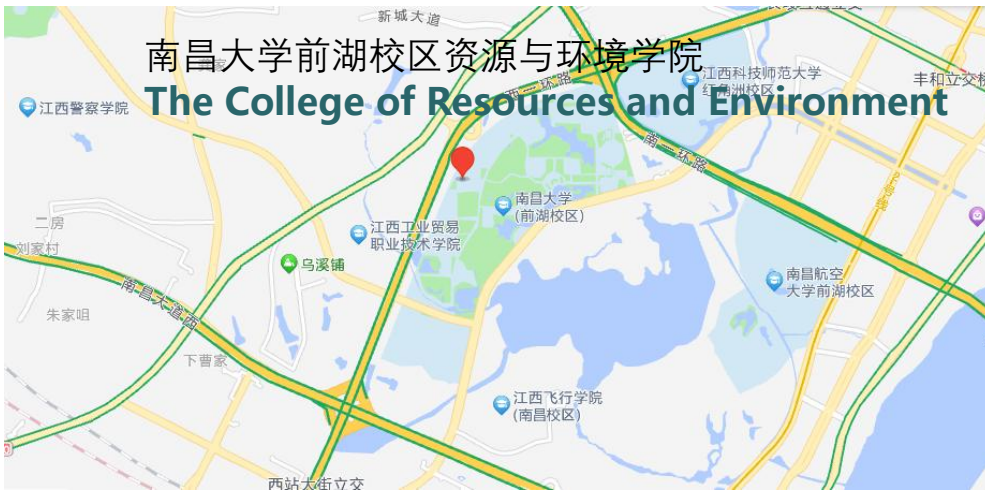 新城大道
南昌大学前湖校区资源与环境学院
The College of Resources and Environment
西一环路
江西科技师范大学
红角洲校区
丰和立交桥
江西警察学院
南一环路
南昌大学
(前湖校区)
江西工业贸易
职业技术学院
二房
刘家村
乌溪铺
南昌航空
大学前湖校区
南昌大道西
朱家咀
下曹家
江西飞行学院
(南昌校区)
西站大街立交